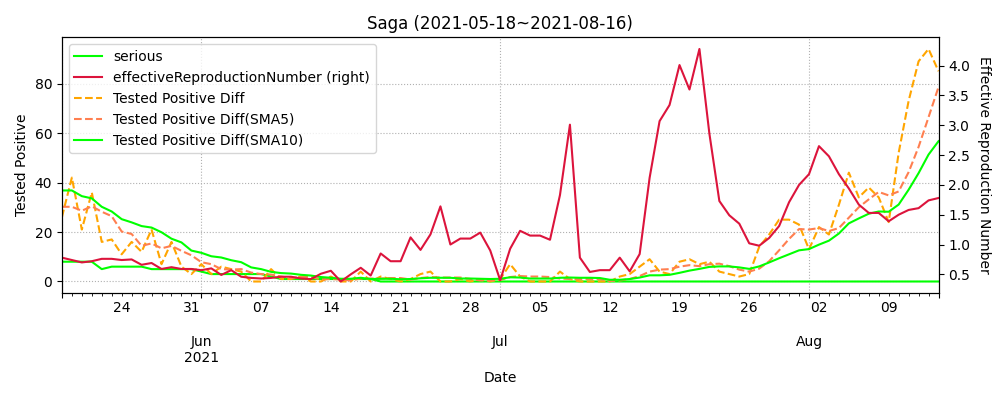 Saga (2021-05-18~2021-08-16)
serious
effectiveReproductionNumber (right)
Tested Positive Diff
Tested Positive Diff(SMA5)
Tested Positive Diff(SMA10)
Tested Positive
80
60
40
20
0
Effective Reproduction Number
4.0
3.5
3.0
2.5
2.0
1.5
1.0
0.5
24 31 07 14 21 28 05 12 19 26 02 09
Jun Jul Aug
2021
Date